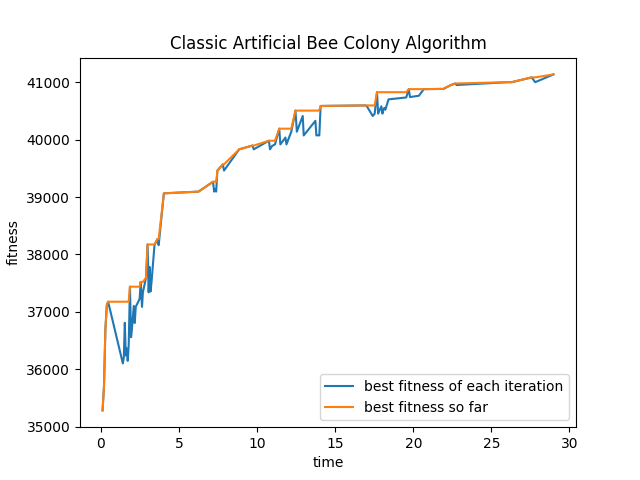 Classic Artificial Bee Colony Algorithm
fitness
41000
40000
39000
38000
37000
36000
35000
0 5 10 15 20 25 30
time
best fitness of each iteration
best fitness so far